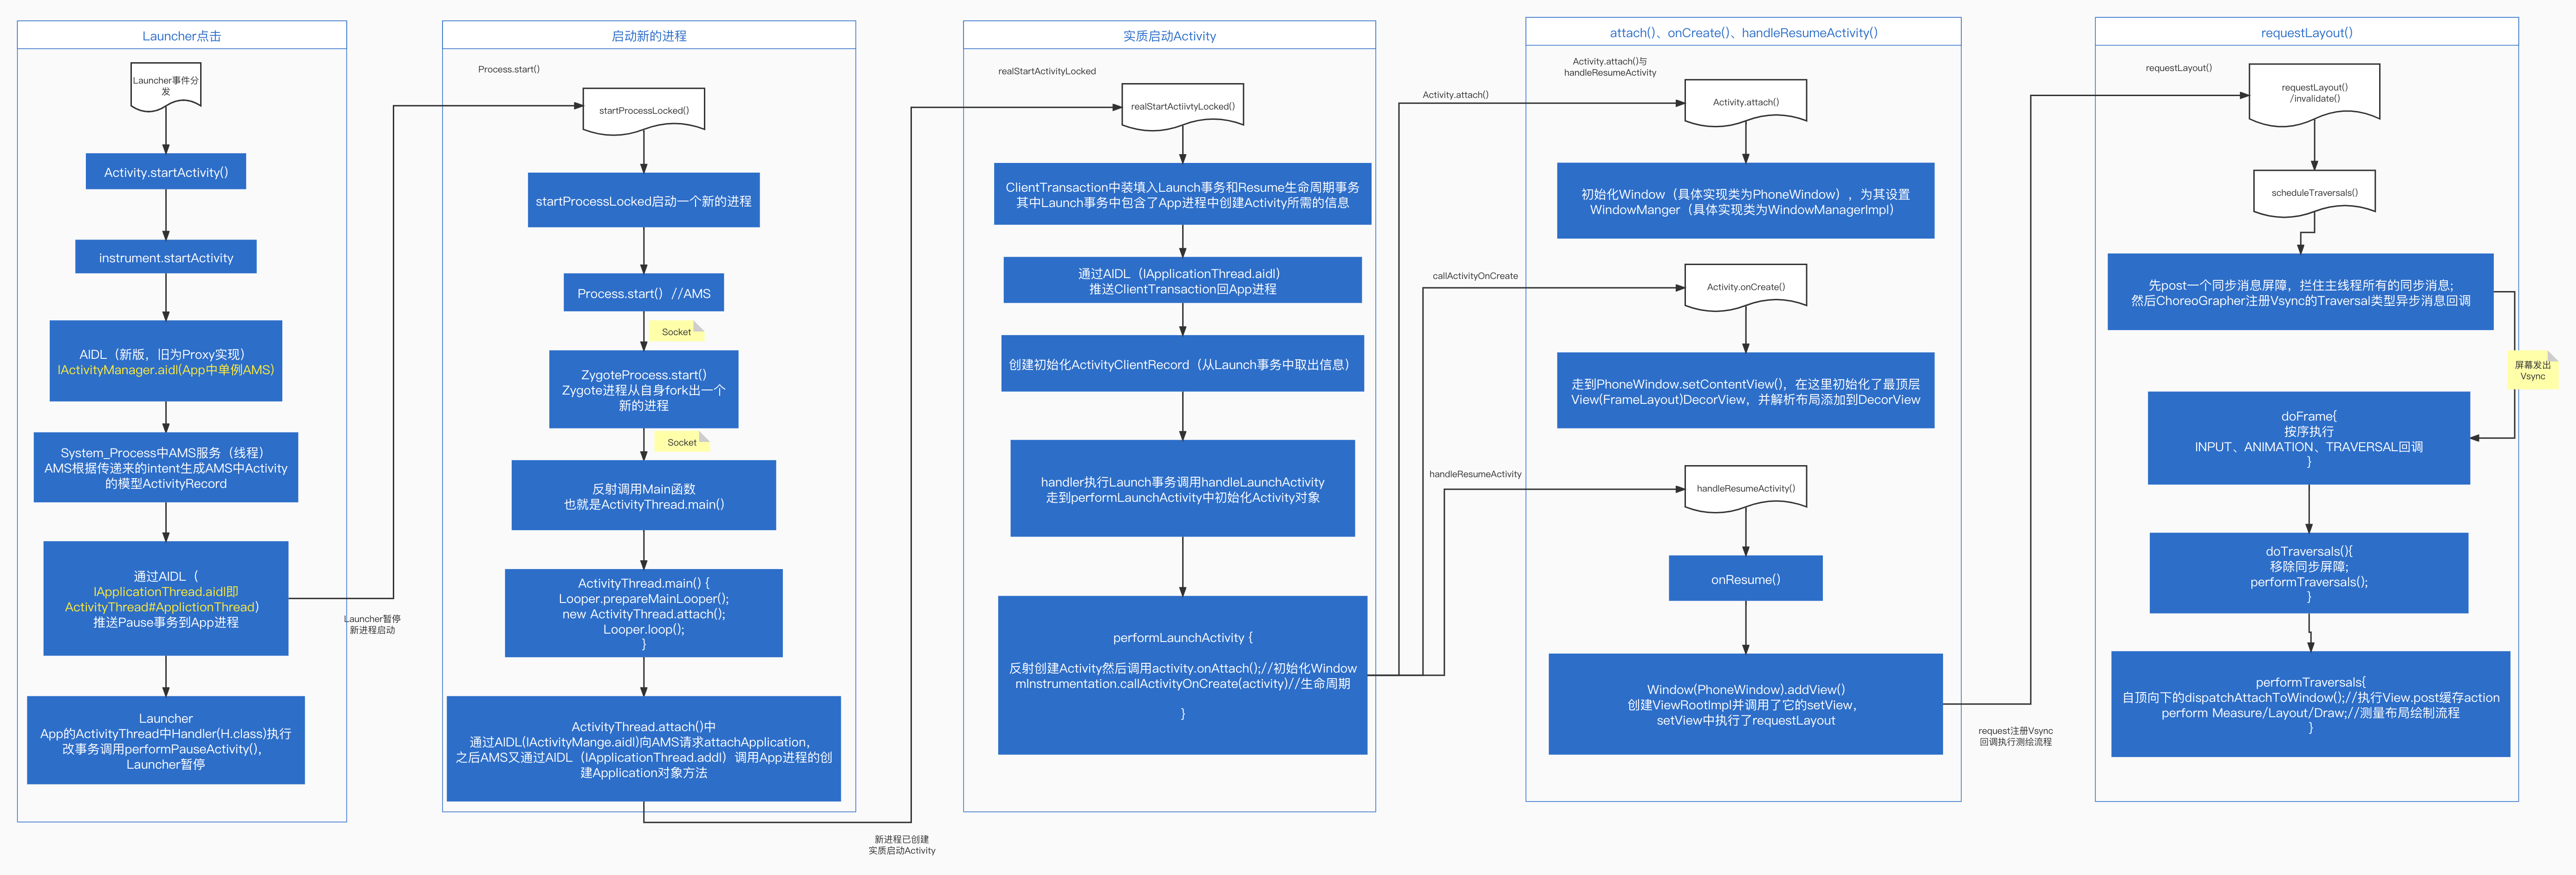 Launcher点击
Launcher事件分
发
Activity.startActivity()
instrument.startActivity
AIDL（新版，旧为Proxy实现）
IActivityManager.aidl(App中单例AMS)
System_Process中AMS服务（线程）
AMS根据传递来的intent生成AMS中Activity
的模型ActivityRecord
通过AIDL（
IApplicationThread.aidl即
ActivityThread#ApplictionThread）
推送Pause事务到App进程
Launcher
App的ActivityThread中Handler(H.class)执行
改事务调用performPauseActivity()，
Launcher暂停
Launcher暂停
新进程启动
启动新的进程
Process.start()
startProcessLocked()
startProcessLocked启动一个新的进程
Process.start() //AMS
Socket
ZygoteProcess.start()
Zygote进程从自身fork出一个
新的进程
Socket
反射调用Main函数
也就是ActivityThread.main()
ActivityThread.main() {
Looper.prepareMainLooper();
new ActivityThread.attach();
Looper.loop();
}
ActivityThread.attach()中
通过AIDL(IActivityMange.aidl)向AMS请求attachApplication，
之后AMS又通过AIDL（IApplicationThread.addl）调用App进程的创
建Application对象方法
新进程已创建
实质启动Activity
实质启动Activity
realStartActivityLocked
realStartActiivtyLocked()
ClientTransaction中装填入Launch事务和Resume生命周期事务
其中Launch事务中包含了App进程中创建Activity所需的信息
通过AIDL（IApplicationThread.aidl）
推送ClientTransaction回App进程
创建初始化ActivityClientRecord（从Launch事务中取出信息）
handler执行Launch事务调用handleLaunchActivity
走到performLaunchActivity中初始化Activity对象
performLaunchActivity {
反射创建Activity然后调用activity.onAttach();//初始化Window
mInstrumentation.callActivityOnCreate(activity)//生命周期
}
attach()、onCreate()、handleResumeActivity()
Activity.attach()与
handleResumeActivity
Activity.attach()
Activity.attach()
初始化Window（具体实现类为PhoneWindow），为其设置
WindowManger（具体实现类为WindowManagerImpl）
callActivityOnCreate
Activity.onCreate()
走到PhoneWindow.setContentView()，在这里初始化了最顶层
View(FrameLayout)DecorView，并解析布局添加到DecorView
handleResumeActivity
handleResumeActivity()
onResume()
Window(PhoneWindow).addView()
创建ViewRootImpl并调用了它的setView，
setView中执行了requestLayout
request注册Vsync
回调执行测绘流程
requestLayout()
requestLayout()
requestLayout()
/invalidate()
scheduleTraversals()
先post一个同步消息屏障，拦住主线程所有的同步消息;
然后ChoreoGrapher注册Vsync的Traversal类型异步消息回调
屏幕发出
Vsync
doFrame{
按序执行
INPUT、ANIMATION、TRAVERSAL回调
}
doTraversals(){
移除同步屏障;
performTraversals();
}
performTraversals{
自顶向下的dispatchAttachToWindow();//执行View.post缓存action
perform Measure/Layout/Draw;//测量布局绘制流程
}